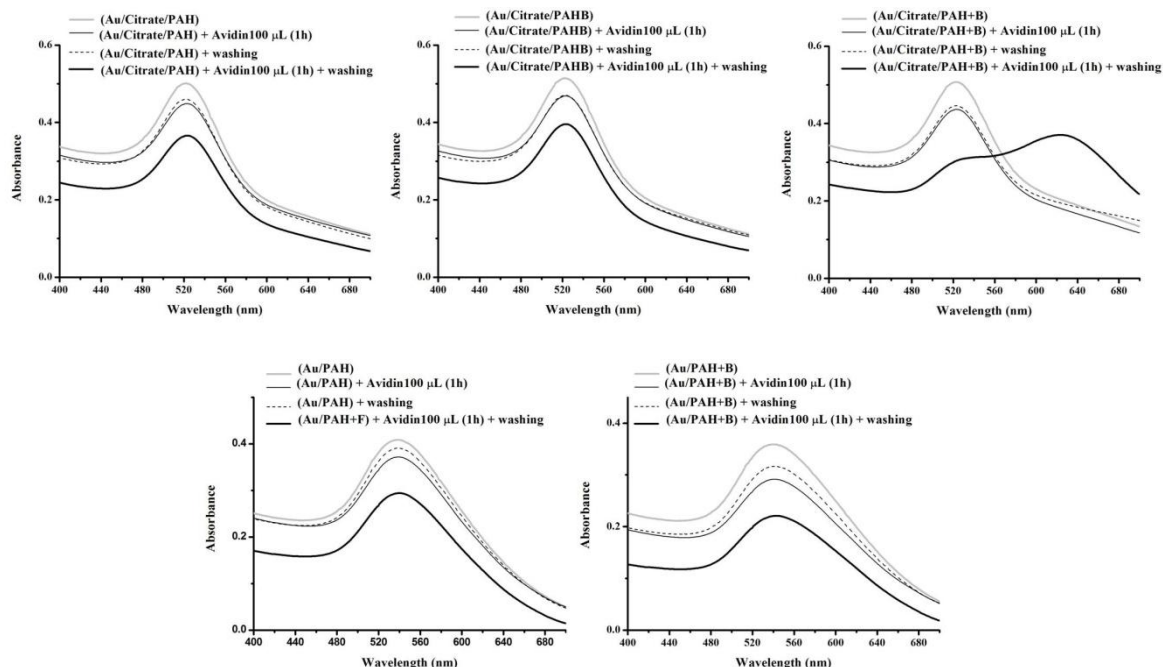 (Au/Citrate/PAH)
(Au/Citrate/PAH) + Avidin100 μL (1h)
(Au/Citrate/PAH) + washing
(Au/Citrate/PAH) + Avidin100 μL (1h) + washing
0.6
0.4
0.2
0.0
Absorbance
400 440 480 520 560 600 640 680
Wavelength (nm)
(Au/Citrate/PAHB)
(Au/Citrate/PAHB) + Avidin100 μL (1h)
(Au/Citrate/PAHB) + washing
(Au/Citrate/PAHB) + Avidin100 μL (1h) + washing
0.6
0.4
0.2
0.0
Absorbance
400 440 480 520 560 600 640 680
Wavelength (nm)
(Au/Citrate/PAH+B)
(Au/Citrate/PAH+B) + Avidin100 μL (1h)
(Au/Citrate/PAH+B) + washing
(Au/Citrate/PAH+B) + Avidin100 μL (1h) + washing
0.6
0.4
0.2
0.0
Absorbance
400 440 480 520 560 600 640 680
Wavelength (nm)
(Au/PAH)
(Au/PAH) + Avidin100 μL (1h)
(Au/PAH) + washing
(Au/PAH+F) + Avidin100 μL (1h) + washing
0.4
0.2
0.0
Absorbance
400 440 480 520 560 600 640 680
Wavelength (nm)
(Au/PAH+B)
(Au/PAH+B) + Avidin100 μL (1h)
(Au/PAH+B) + washing
(Au/PAH+B) + Avidin100 μL (1h) + washing
0.4
0.2
0.0
Absorbance
400 440 480 520 560 600 640 680
Wavelength (nm)